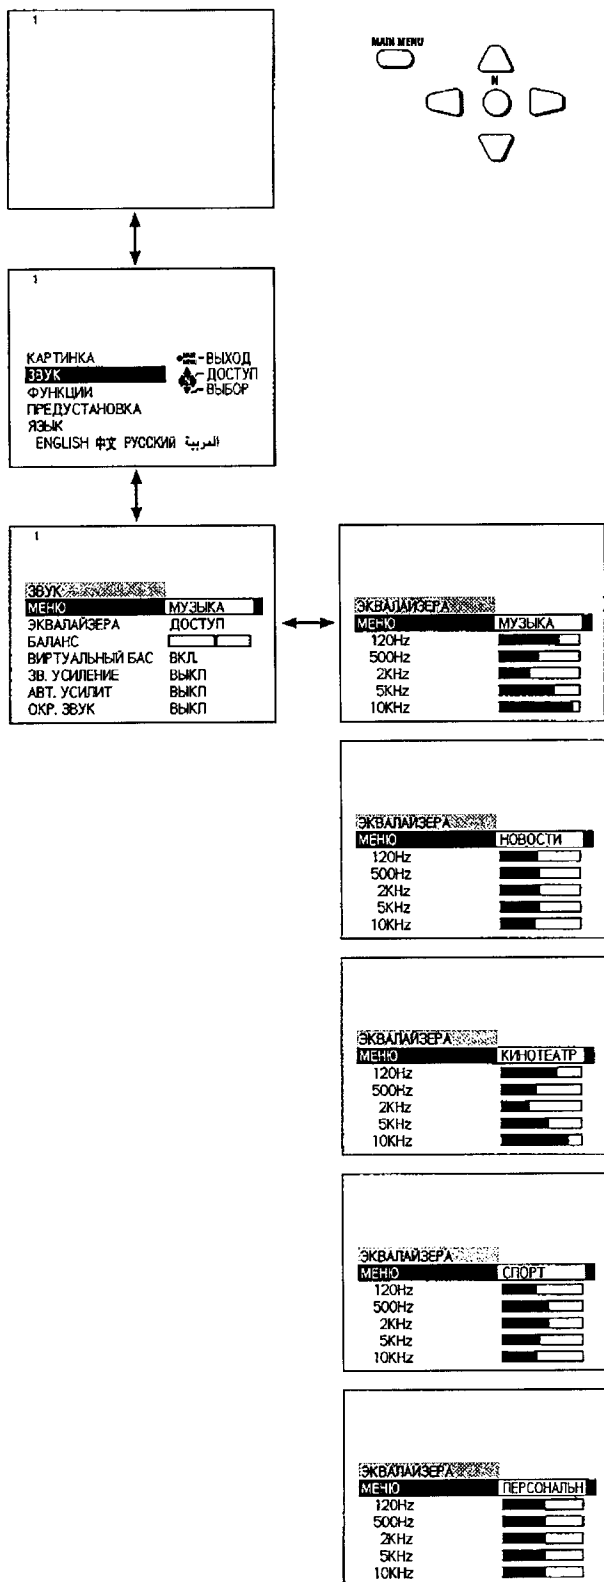 1
MAIN MENU
N
1
КАРТИНКА
ЗВУК
ФУНКЦИИ
ПРЕДУСТАНОВКА
ЯЗЫК
ENGLISH 中文 РУССКИЙ العربية
MAIN MENU - ВЫХОД
N - ДОСТУП
- ВЫБОР
1
ЗВУК
МЕНЮ МУЗЫКА
ЭКВАЛАЙЗЕРА ДОСТУП
БАЛАНС
ВИРТУАЛЬНЫЙ БАС ВКЛ.
ЗВ. УСИЛЕНИЕ ВЫКЛ
АВТ. УСИЛИТ ВЫКЛ
ОКР. ЗВУК ВЫКЛ
ЭКВАЛАЙЗЕРА
МЕНЮ МУЗЫКА
120Hz
500Hz
2KHz
5KHz
10KHz
ЭКВАЛАЙЗЕРА
МЕНЮ НОВОСТИ
120Hz
500Hz
2KHz
5KHz
10KHz
ЭКВАЛАЙЗЕРА
МЕНЮ КИНОТЕАТР
120Hz
500Hz
2KHz
5KHz
10KHz
ЭКВАЛАЙЗЕРА
МЕНЮ СПОРТ
120Hz
500Hz
2KHz
5KHz
10KHz
ЭКВАЛАЙЗЕРА
МЕНЮ ПЕРСОНАЛЬН
120Hz
500Hz
2KHz
5KHz
10KHz